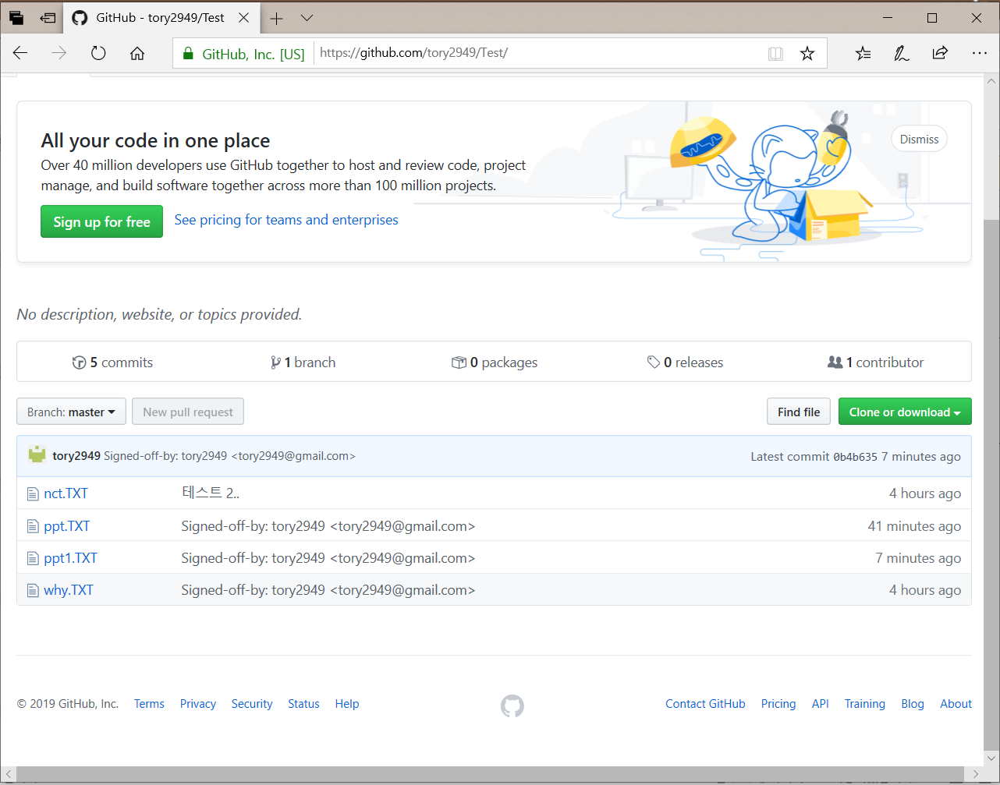 GitHub - tory2949/Test
GitHub, Inc. [US] https://github.com/tory2949/Test/
All your code in one place
Dismiss
Over 40 million developers use GitHub together to host and review code, project
manage, and build software together across more than 100 million projects.
Sign up for free See pricing for teams and enterprises
No description, website, or topics provided.
5 commits 1 branch 0 packages 0 releases 1 contributor
Branch: master New pull request Find file Clone or download
tory2949 Signed-off-by: tory2949 <tory2949@gmail.com> Latest commit 0b4b635 7 minutes ago
nct.TXT 테스트 2.. 4 hours ago
ppt.TXT Signed-off-by: tory2949 <tory2949@gmail.com> 41 minutes ago
ppt1.TXT Signed-off-by: tory2949 <tory2949@gmail.com> 7 minutes ago
why.TXT Signed-off-by: tory2949 <tory2949@gmail.com> 4 hours ago
© 2019 GitHub, Inc. Terms Privacy Security Status Help Contact GitHub Pricing API Training Blog About